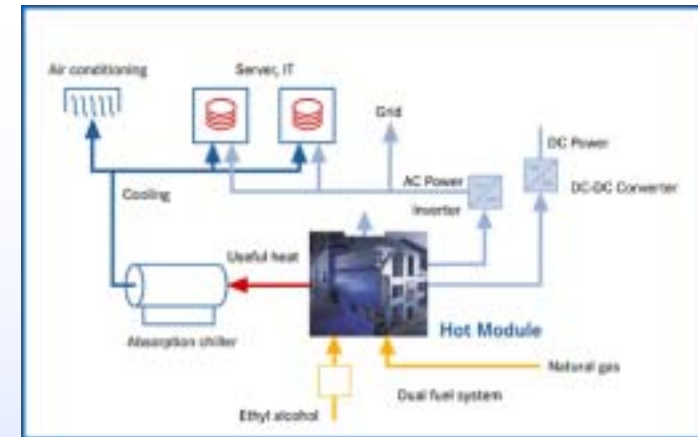 Air conditioning
Server, IT
Grid
DC Power
AC Power
DC-DC Converter
Cooling
Inverter
Useful heat
Hot Module
Absorption chiller
Natural gas
Dual fuel system
Ethyl alcohol